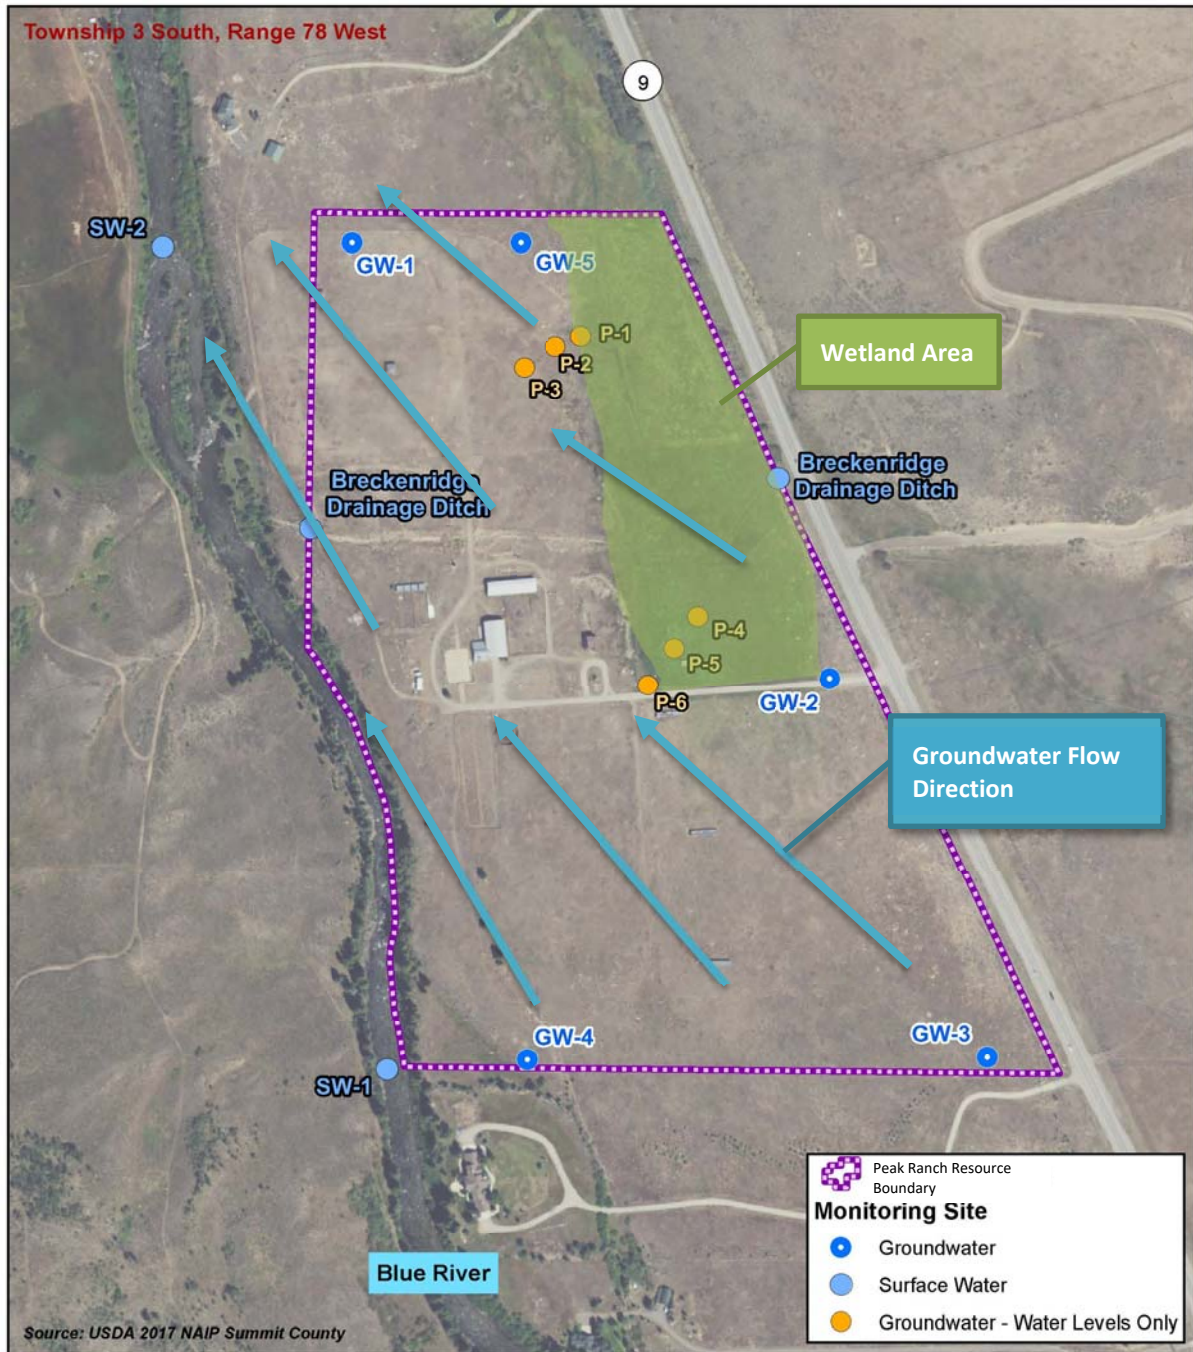 Township 3 South, Range 78 West
9
SW-2
GW-1
GW-5
P-1
P-2
P-3
Wetland Area
Breckenridge
Drainage Ditch
Breckenridge
Drainage Ditch
P-4
P-5
P-6
GW-2
Groundwater Flow
Direction
GW-4
GW-3
SW-1
Blue River
Peak Ranch Resource
Boundary
Monitoring Site
Groundwater
Surface Water
Groundwater - Water Levels Only
Source: USDA 2017 NAIP Summit County